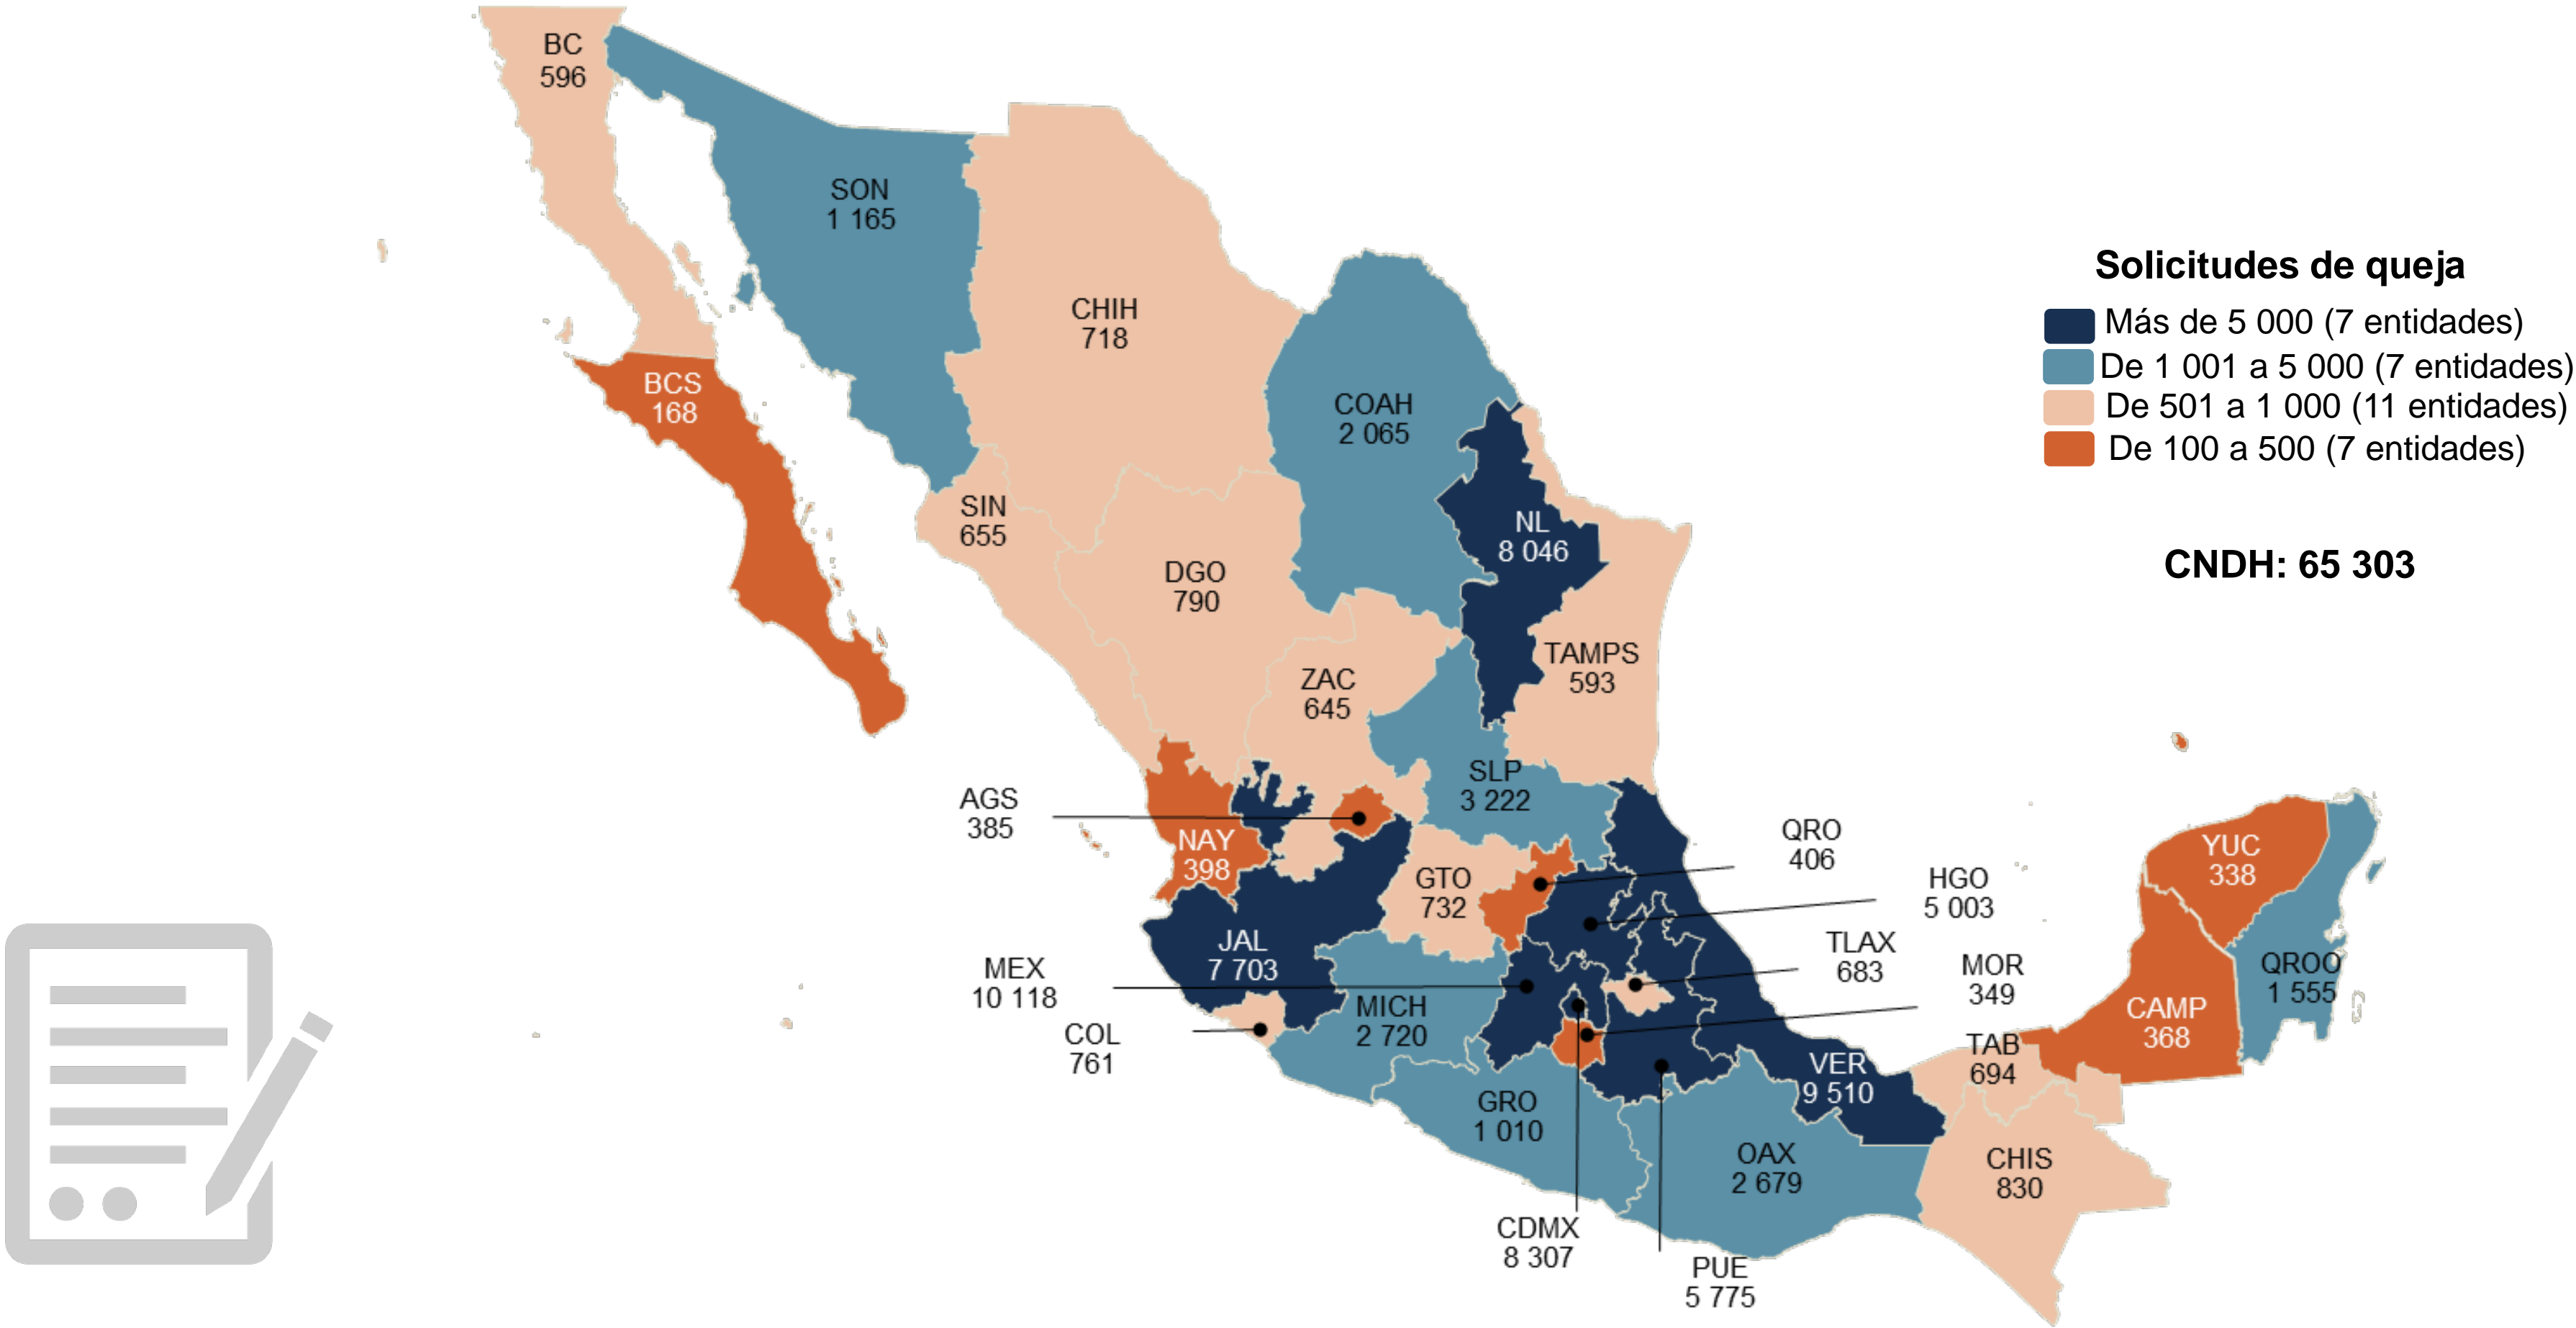 BC
596
SON
1 165
CHIH
718
BCS
168
COAH
2 065
SIN
655
NL
8 046
DGO
790
TAMPS
593
ZAC
645
SLP
3 222
AGS
385
NAY
398
GTO
732
QRO
406
HGO
5 003
JAL
7 703
MEX
10 118
COL
761
MICH
2 720
TLAX
683
MOR
349
YUC
338
QROO
1 555
CAMP
368
TAB
694
VER
9 510
GRO
1 010
OAX
2 679
CHIS
830
CDMX
8 307
PUE
5 775
Solicitudes de queja
Más de 5 000 (7 entidades)
De 1 001 a 5 000 (7 entidades)
De 501 a 1 000 (11 entidades)
De 100 a 500 (7 entidades)
CNDH: 65 303